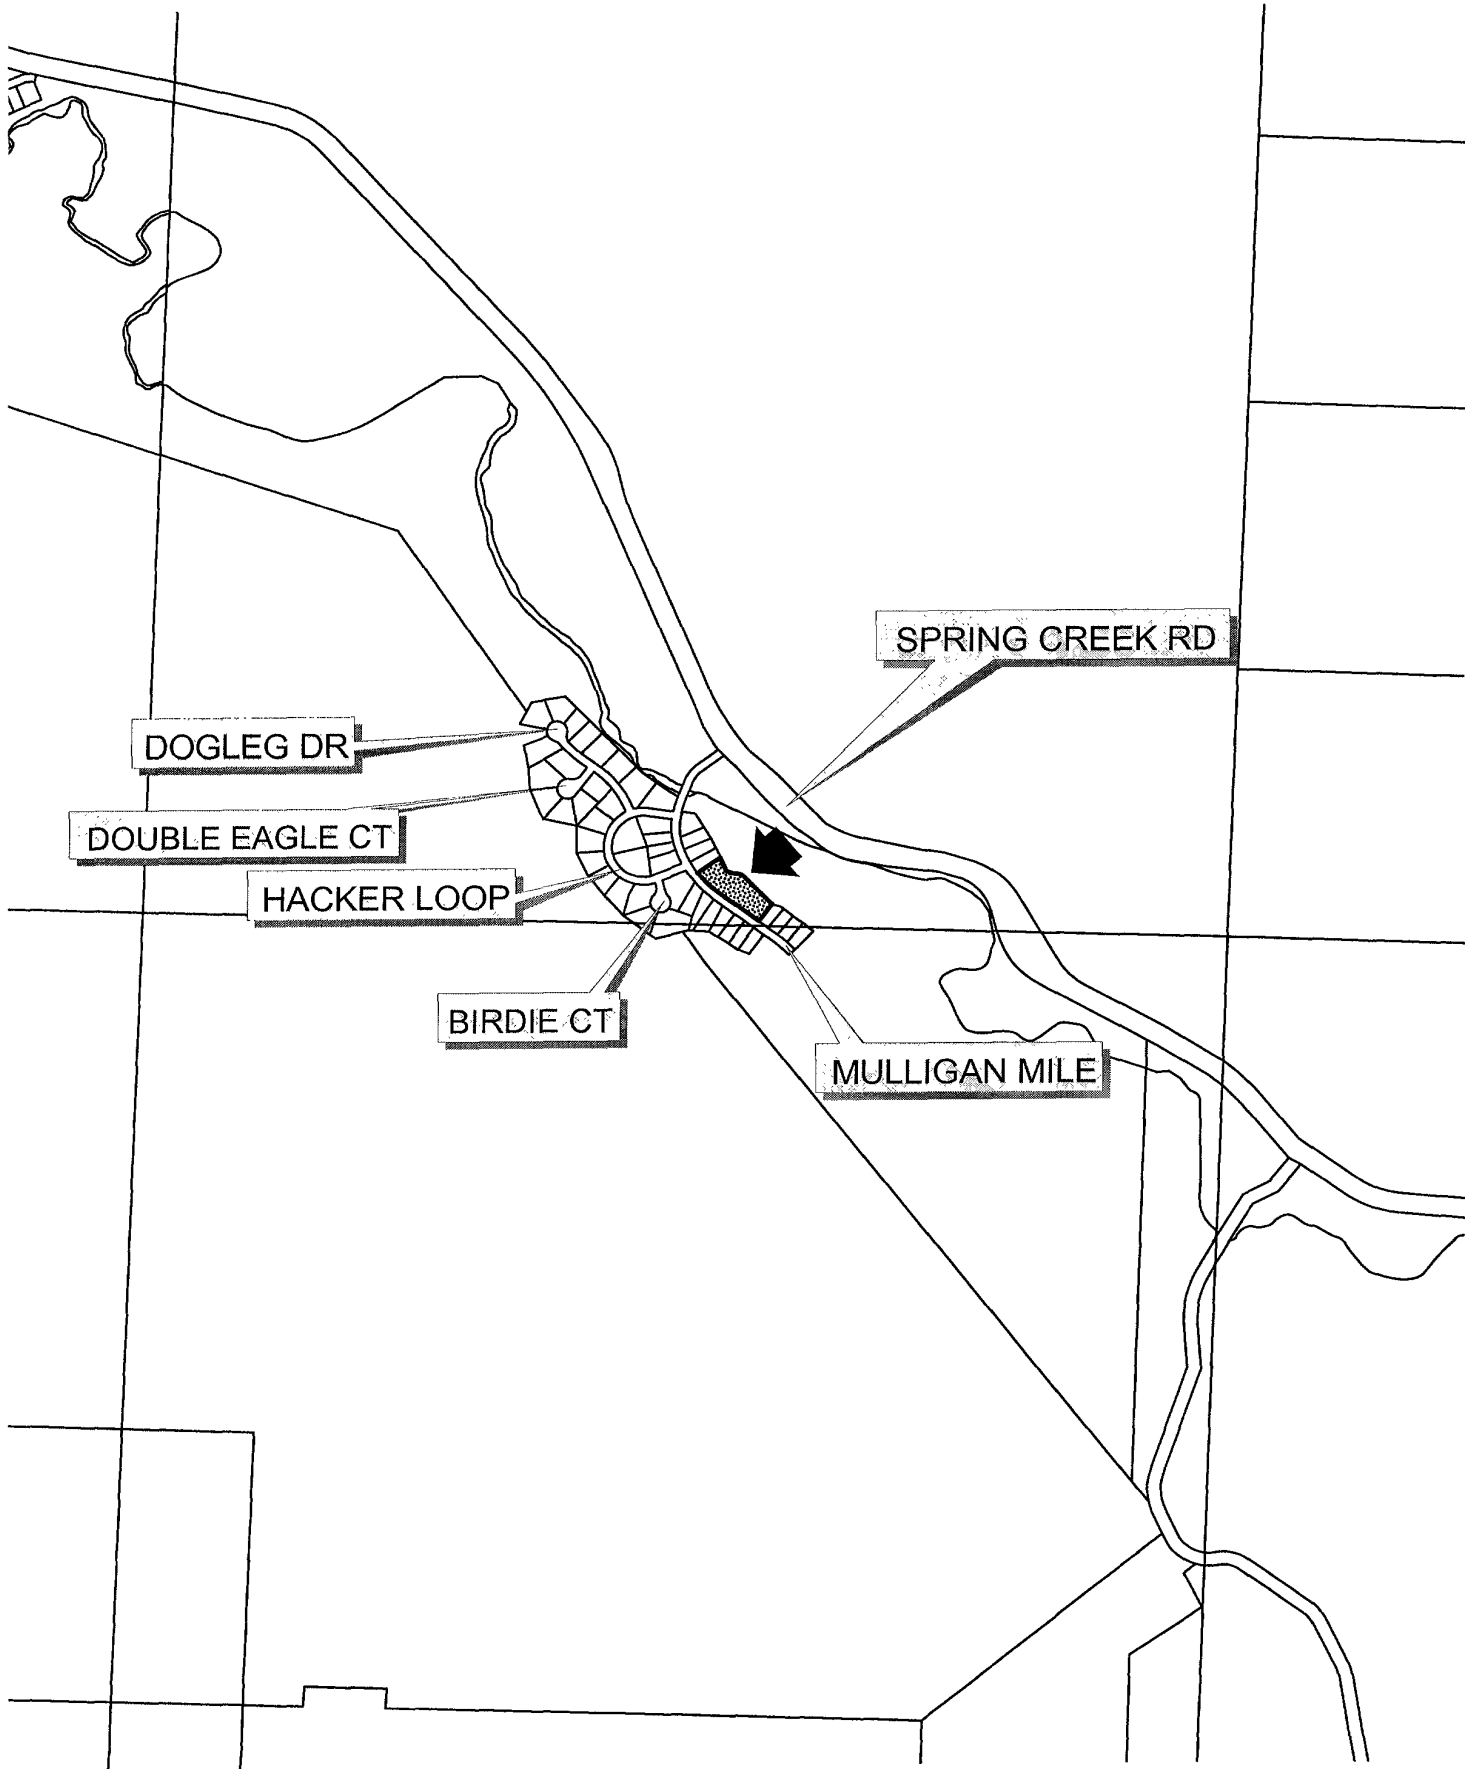 SPRING CREEK RD
DOGLEG DR
DOUBLE EAGLE CT
HACKER LOOP
BIRDIE CT
MULLIGAN MILE